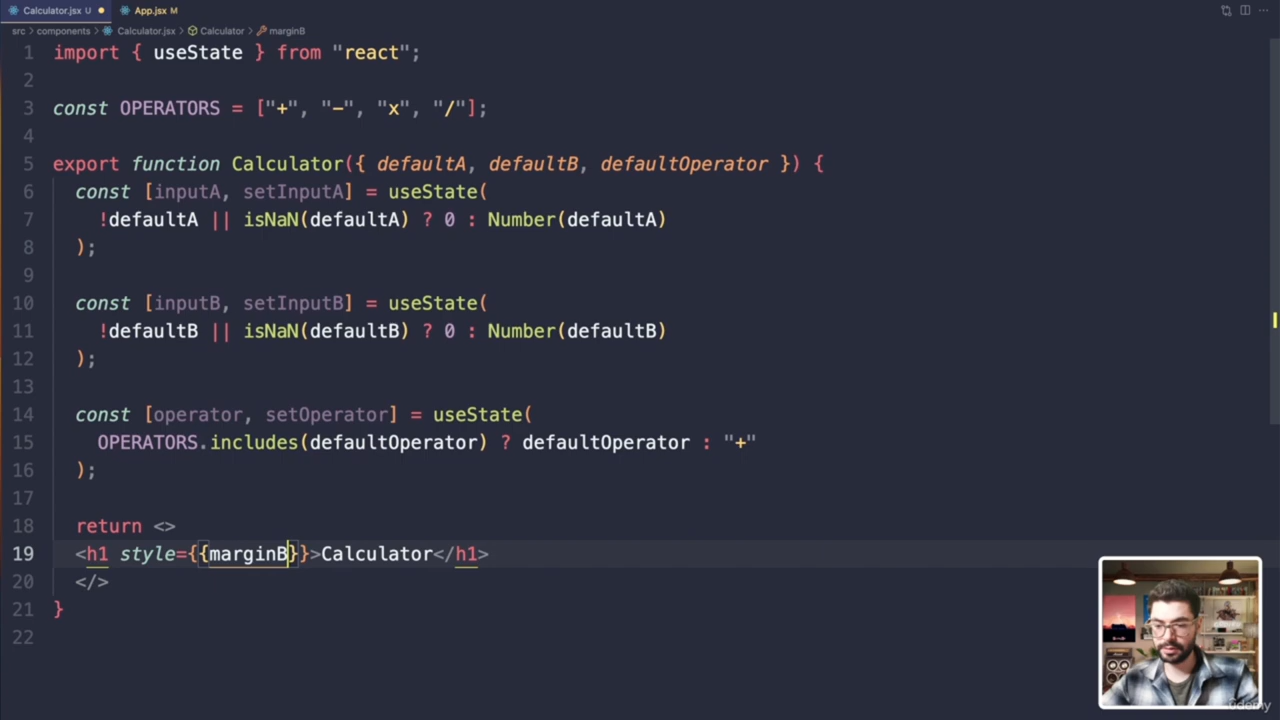 Calculator.jsx U App.jsx M
src > components > Calculator.jsx > Calculator > marginB
1 import { useState } from "react";
2
3 const OPERATORS = ["+", "-", "x", "/"];
4
5 export function Calculator({ defaultA, defaultB, defaultOperator }) {
6 const [inputA, setInputA] = useState(
7 !defaultA || isNaN(defaultA) ? 0 : Number(defaultA)
8 );
9
10 const [inputB, setInputB] = useState(
11 !defaultB || isNaN(defaultB) ? 0 : Number(defaultB)
12 );
13
14 const [operator, setOperator] = useState(
15 OPERATORS.includes(defaultOperator) ? defaultOperator : "+"
16 );
17
18 return <>
19 <h1 style={{marginB}}>Calculator</h1>
20 </>
21 }
22
udemy